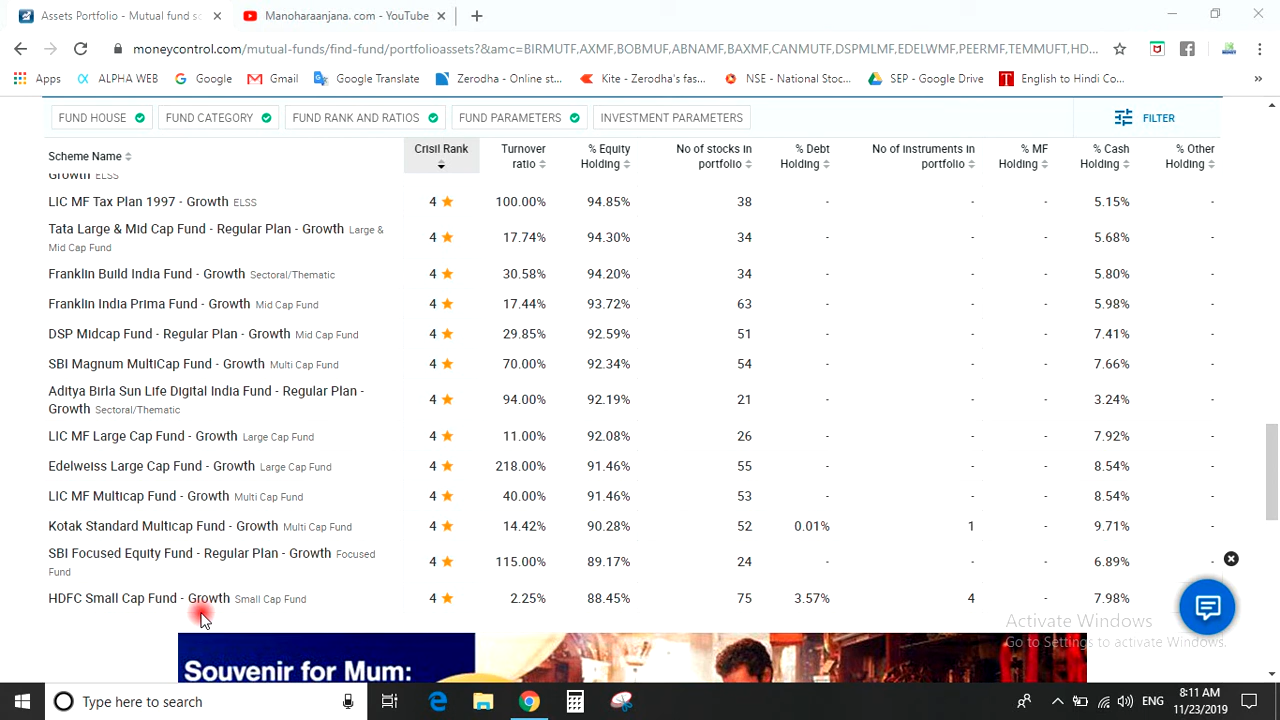 Assets Portfolio - Mutual fund sc
Manoharaanjana. com - YouTube
moneycontrol.com/mutual-funds/find-fund/portfolioassets?&amc=BIRMUTF,AXMF,BOBMUF,ABNAMF,BAXMF,CANMUTF,DSPMLMF,EDELWMF,PEERMF,TEMMUFT,HD...
Apps ALPHA WEB Google Gmail Google Translate Zerodha - Online st... Kite - Zerodha's fas... NSE - National Stoc... SEP - Google Drive English to Hindi Co... »
FUND HOUSE FUND CATEGORY FUND RANK AND RATIOS FUND PARAMETERS INVESTMENT PARAMETERS FILTER
Scheme Name Crisil Rank Turnover ratio % Equity Holding No of stocks in portfolio % Debt Holding No of instruments in portfolio % MF Holding % Cash Holding % Other Holding
Growth ELSS
LIC MF Tax Plan 1997 - Growth ELSS 4 100.00% 94.85% 38 - - - 5.15% -
Tata Large & Mid Cap Fund - Regular Plan - Growth Large &
Mid Cap Fund 4 17.74% 94.30% 34 - - - 5.68% -
Franklin Build India Fund - Growth Sectoral/Thematic 4 30.58% 94.20% 34 - - - 5.80% -
Franklin India Prima Fund - Growth Mid Cap Fund 4 17.44% 93.72% 63 - - - 5.98% -
DSP Midcap Fund - Regular Plan - Growth Mid Cap Fund 4 29.85% 92.59% 51 - - - 7.41% -
SBI Magnum MultiCap Fund - Growth Multi Cap Fund 4 70.00% 92.34% 54 - - - 7.66% -
Aditya Birla Sun Life Digital India Fund - Regular Plan -
Growth Sectoral/Thematic 4 94.00% 92.19% 21 - - - 3.24% -
LIC MF Large Cap Fund - Growth Large Cap Fund 4 11.00% 92.08% 26 - - - 7.92% -
Edelweiss Large Cap Fund - Growth Large Cap Fund 4 218.00% 91.46% 55 - - - 8.54% -
LIC MF Multicap Fund - Growth Multi Cap Fund 4 40.00% 91.46% 53 - - - 8.54% -
Kotak Standard Multicap Fund - Growth Multi Cap Fund 4 14.42% 90.28% 52 0.01% 1 - 9.71% -
SBI Focused Equity Fund - Regular Plan - Growth Focused
Fund 4 115.00% 89.17% 24 - - - 6.89% -
HDFC Small Cap Fund - Growth Small Cap Fund 4 2.25% 88.45% 75 3.57% 4 - 7.98% -
Activate Windows
Go to Settings to activate Windows.
Souvenir for Mum:
Type here to search
ENG
8:11 AM
11/23/2019